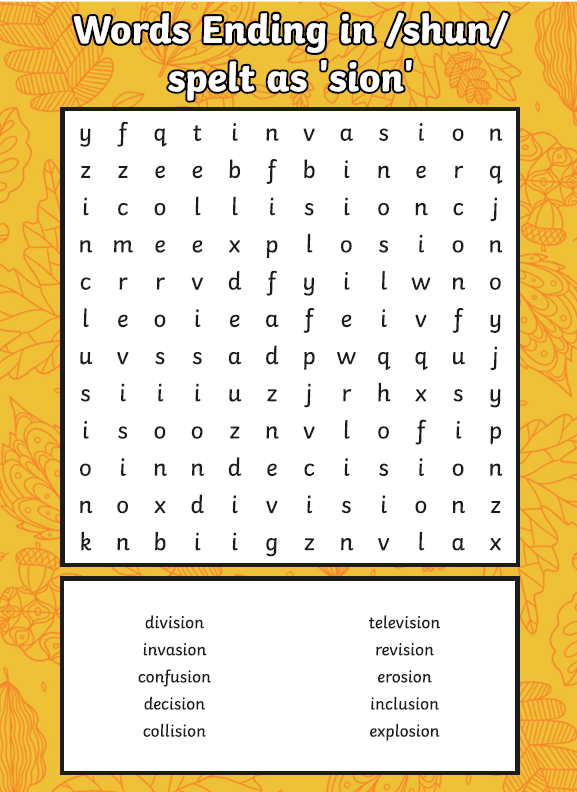 Words Ending in /shun/
spelt as 'sion'
y f q t i n v a s i o n
z z e e b f b i n e r q
i c o l l i s i o n c j
n m e e x p l o s i o n
c r r v d f y i l w n o
l e o i e a f e i v f y
u v s s a d p w q q u j
s i i i u z j r h x s y
i s o o z n v l o f i p
o i n n d e c i s i o n
n o x d i v i s i o n z
k n b i i g z n v l a x
division
invasion
confusion
decision
collision
television
revision
erosion
inclusion
explosion